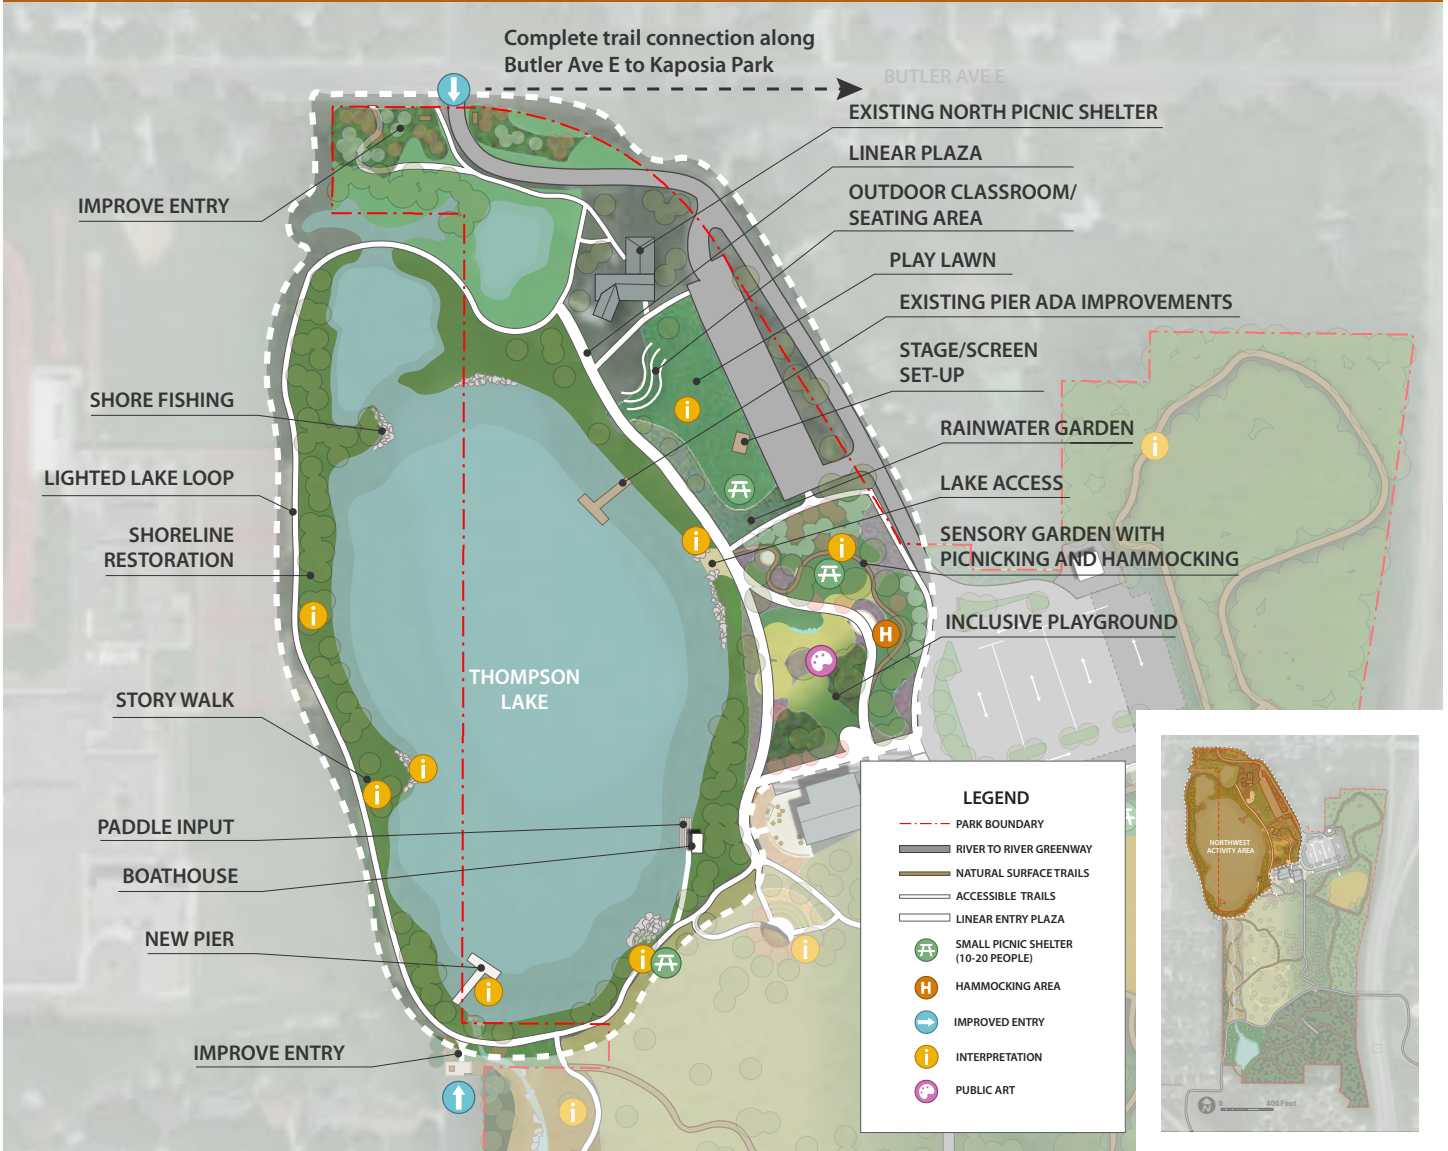 Complete trail connection along
Butler Ave E to Kaposia Park
BUTLER AVE E
EXISTING NORTH PICNIC SHELTER
LINEAR PLAZA
OUTDOOR CLASSROOM/
SEATING AREA
IMPROVE ENTRY
PLAY LAWN
EXISTING PIER ADA IMPROVEMENTS
STAGE/SCREEN
SET-UP
SHORE FISHING
RAINWATER GARDEN
LIGHTED LAKE LOOP
LAKE ACCESS
SHORELINE
RESTORATION
SENSORY GARDEN WITH
PICNICKING AND HAMMOCKING
INCLUSIVE PLAYGROUND
THOMPSON
LAKE
STORY WALK
PADDLE INPUT
BOATHOUSE
NEW PIER
IMPROVE ENTRY
LEGEND
PARK BOUNDARY
RIVER TO RIVER GREENWAY
NATURAL SURFACE TRAILS
ACCESSIBLE TRAILS
LINEAR ENTRY PLAZA
SMALL PICNIC SHELTER
(10-20 PEOPLE)
H HAMMOCKING AREA
IMPROVED ENTRY
i INTERPRETATION
PUBLIC ART
NORTHWEST
ACTIVITY AREA
N 0 400 Feet